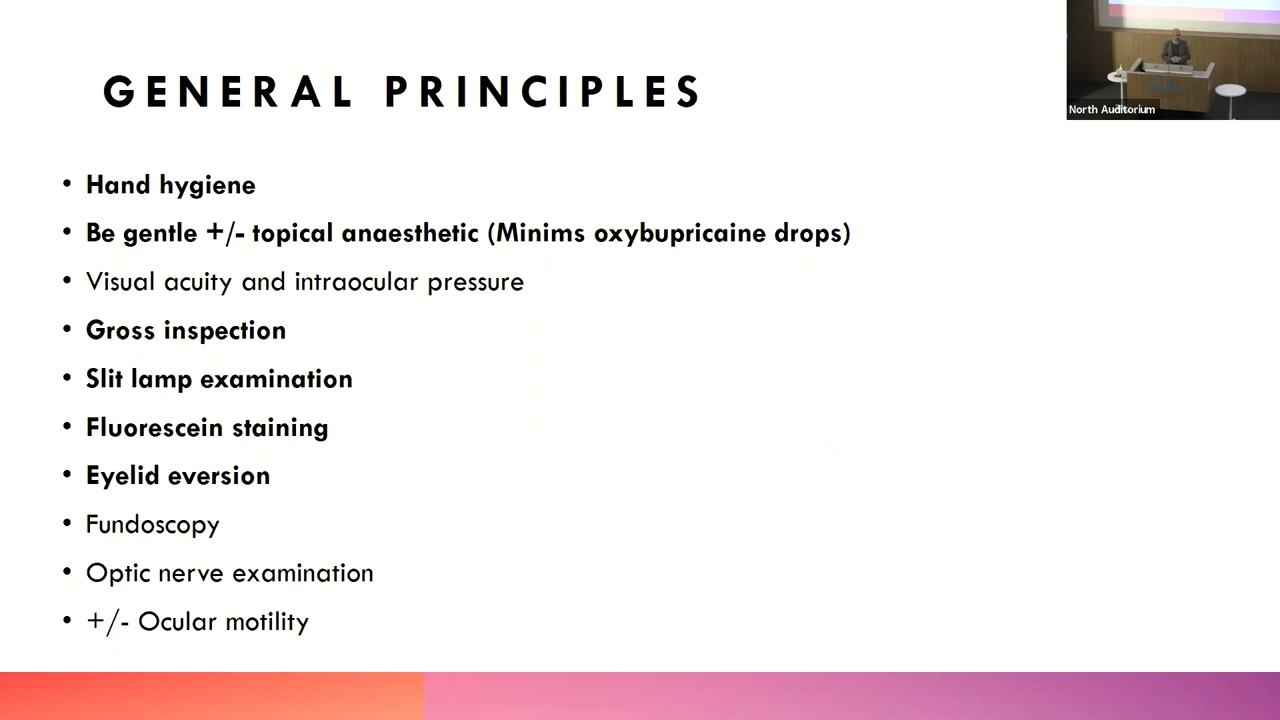 GENERAL PRINCIPLES
North Auditorium
• Hand hygiene
• Be gentle +/- topical anaesthetic (Minims oxybupricaine drops)
• Visual acuity and intraocular pressure
• Gross inspection
• Slit lamp examination
• Fluorescein staining
• Eyelid eversion
• Fundoscopy
• Optic nerve examination
• +/- Ocular motility